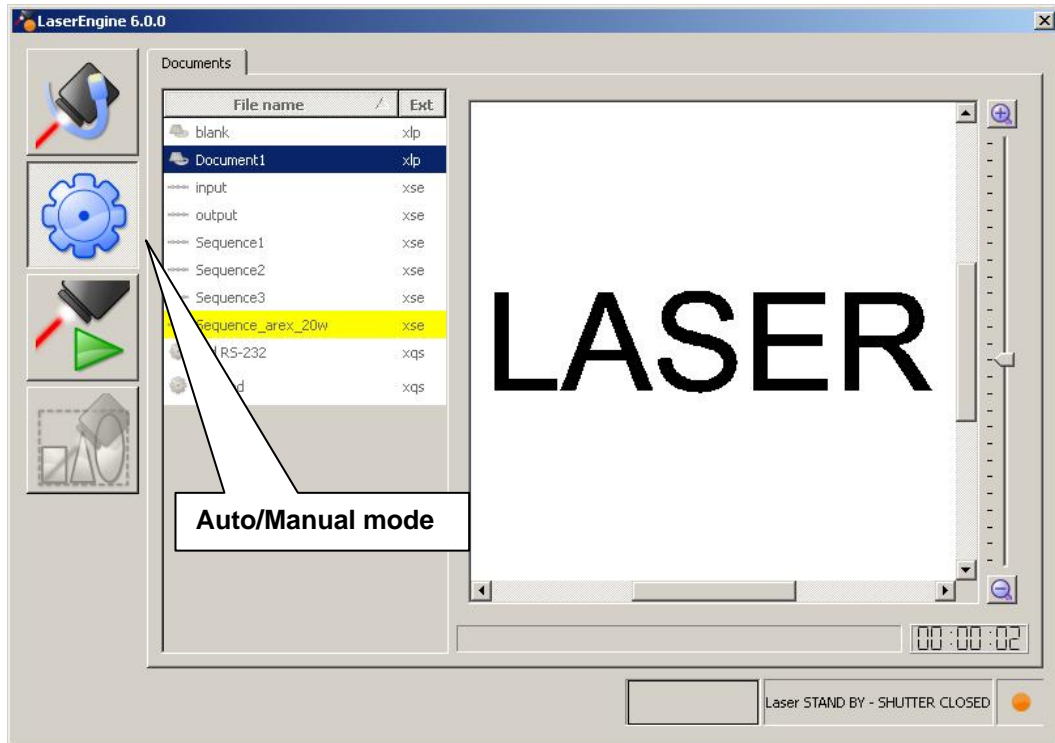 LaserEngine 6.0.0
Documents
File name Ext
blank xlp
Document1 xlp
input xse
output xse
Sequence1 xse
Sequence2 xse
Sequence3 xse
Sequence_arex_20w xse
RS-232 xqs
xqs
LASER
Auto/Manual mode
00:00:02
Laser STAND BY - SHUTTER CLOSED